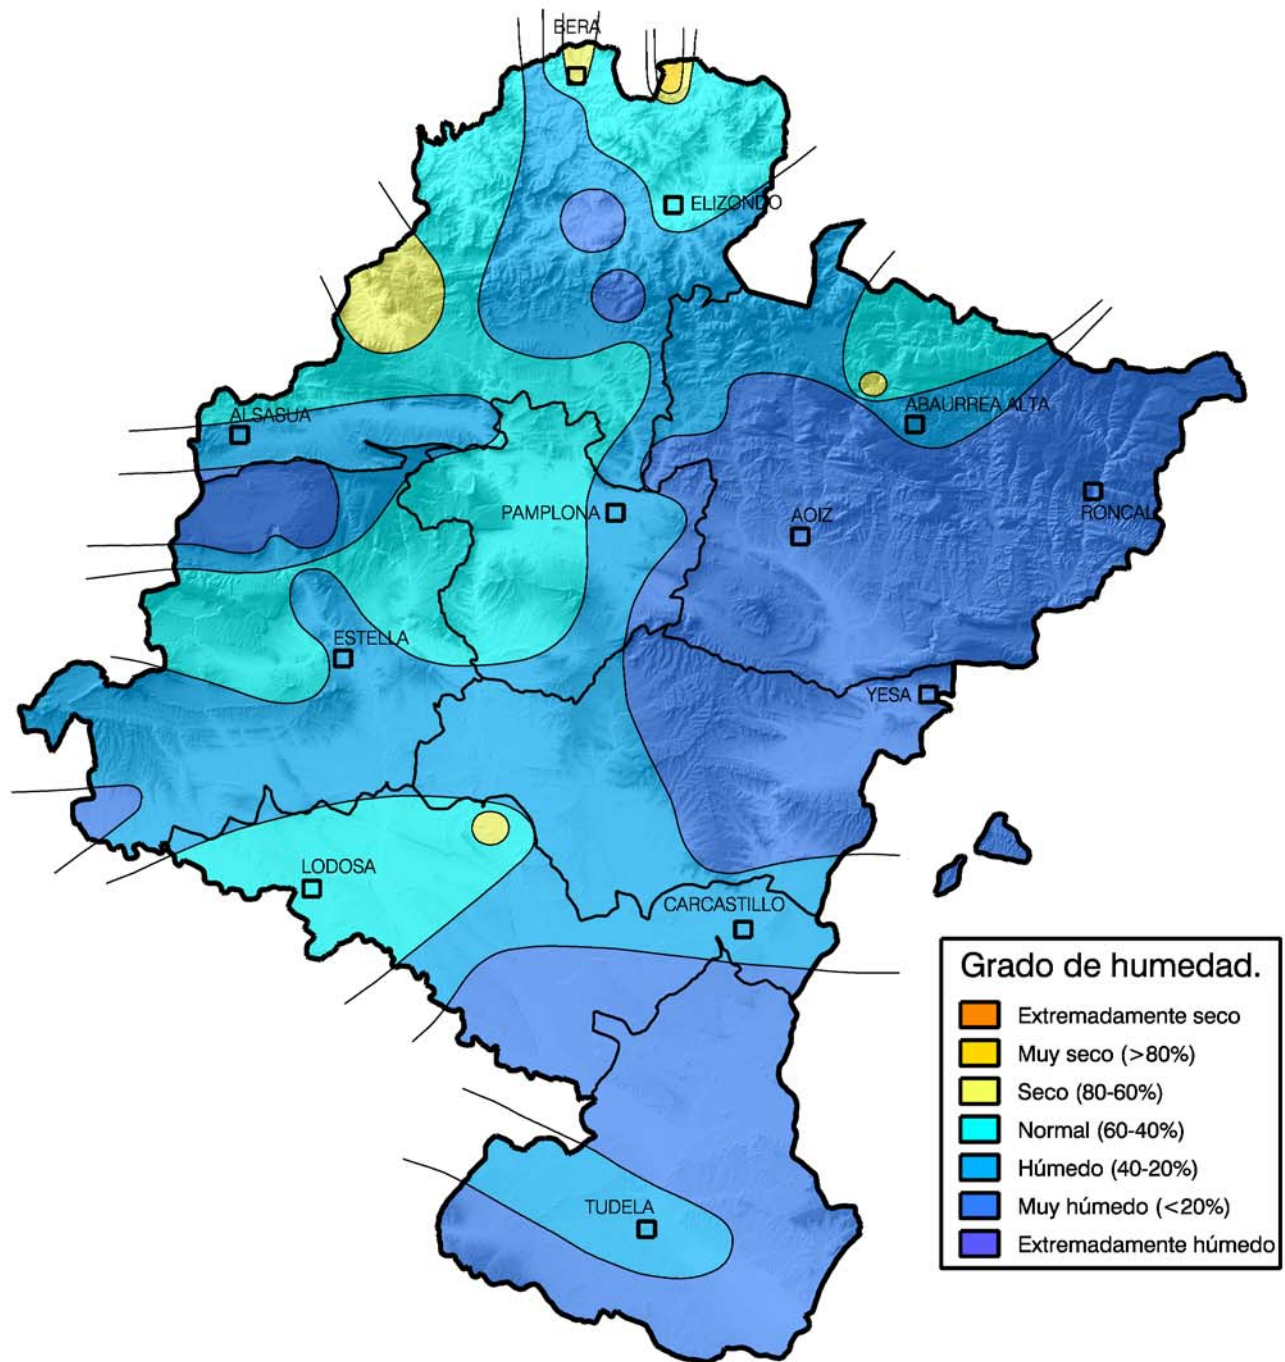 BERA
ELIZONDO
ALSASUA
ABAURREA ALTA
PAMPLONA
AOIZ
RONCAL
ESTELLA
YESA
LODOSA
CARCASTILLO
TUDELA
Grado de humedad.
Extremadamente seco
Muy seco (>80%)
Seco (80-60%)
Normal (60-40%)
Húmedo (40-20%)
Muy húmedo (<20%)
Extremadamente húmedo